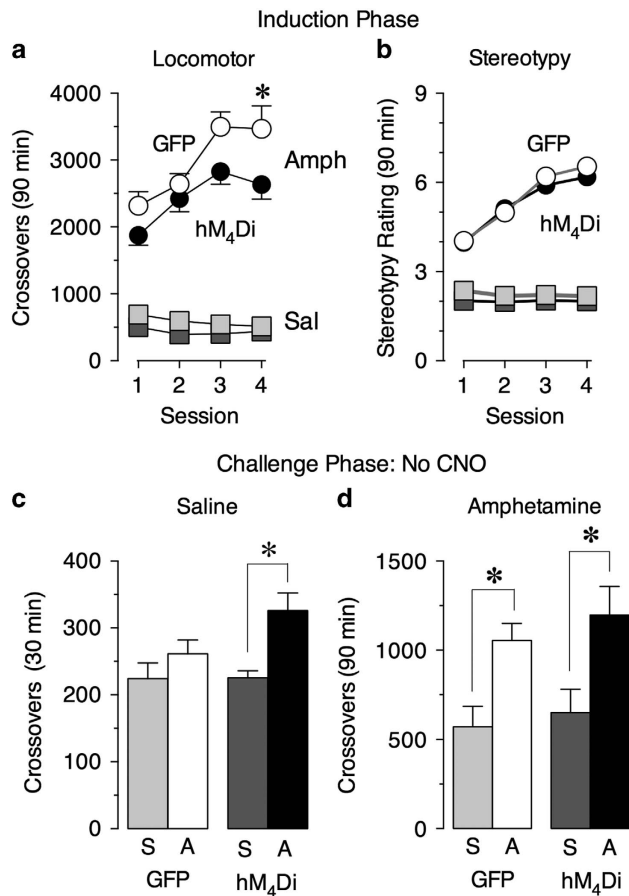 Induction Phase
a
Locomotor
Crossovers (90 min)
4000
3000
2000
1000
0
*
GFP
Amph
hM₄Di
Sal
1 2 3 4
Session
b
Stereotypy
Stereotypy Rating (90 min)
9
6
4
2
0
GFP
hM₄Di
1 2 3 4
Session
Challenge Phase: No CNO
c
Saline
Crossovers (30 min)
400
300
200
100
0
*
S A S A
GFP hM₄Di
d
Amphetamine
Crossovers (90 min)
1500
1000
500
0
* *
S A S A
GFP hM₄Di